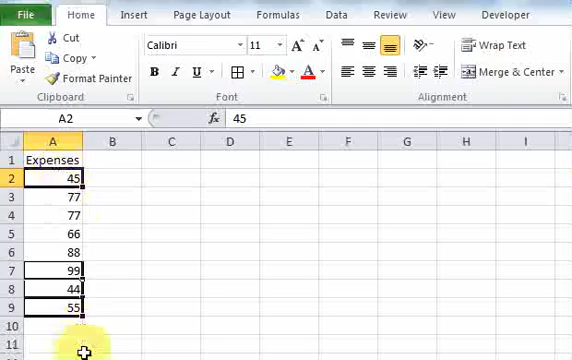 File Home Insert Page Layout Formulas Data Review View Developer
Paste Cut Calibri 11 A A Wrap Text
Copy
Format Painter B I U A Merge & Center
Clipboard Font Alignment
A2 fx 45
A B C D E F G H I
1 Expenses
2 45
3 77
4 77
5 66
6 88
7 99
8 44
9 55
10
11